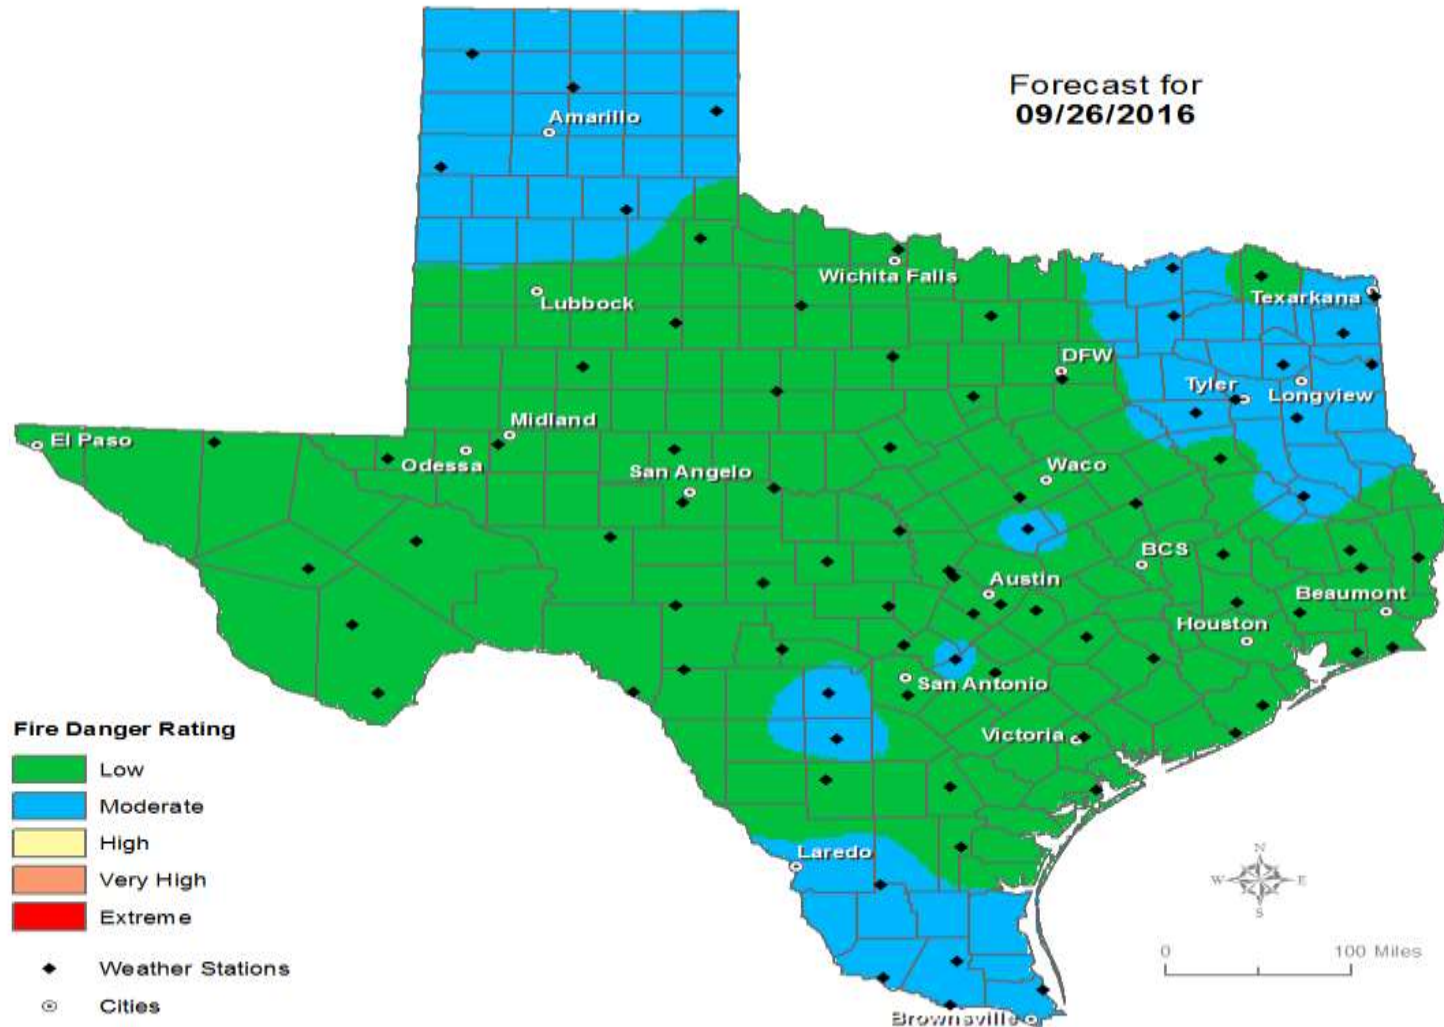 Forecast for
09/26/2016
Amarillo
Wichita Falls
Lubbock
Texarkana
DFW
Tyler
Longview
Midland
El Paso
Odessa
San Angelo
Waco
BCS
Austin
Beaumont
Houston
San Antonio
Victoria
Laredo
Brownsville
Fire Danger Rating
Low
Moderate
High
Very High
Extreme
Weather Stations
Cities
N
W
E
S
0
100 Miles